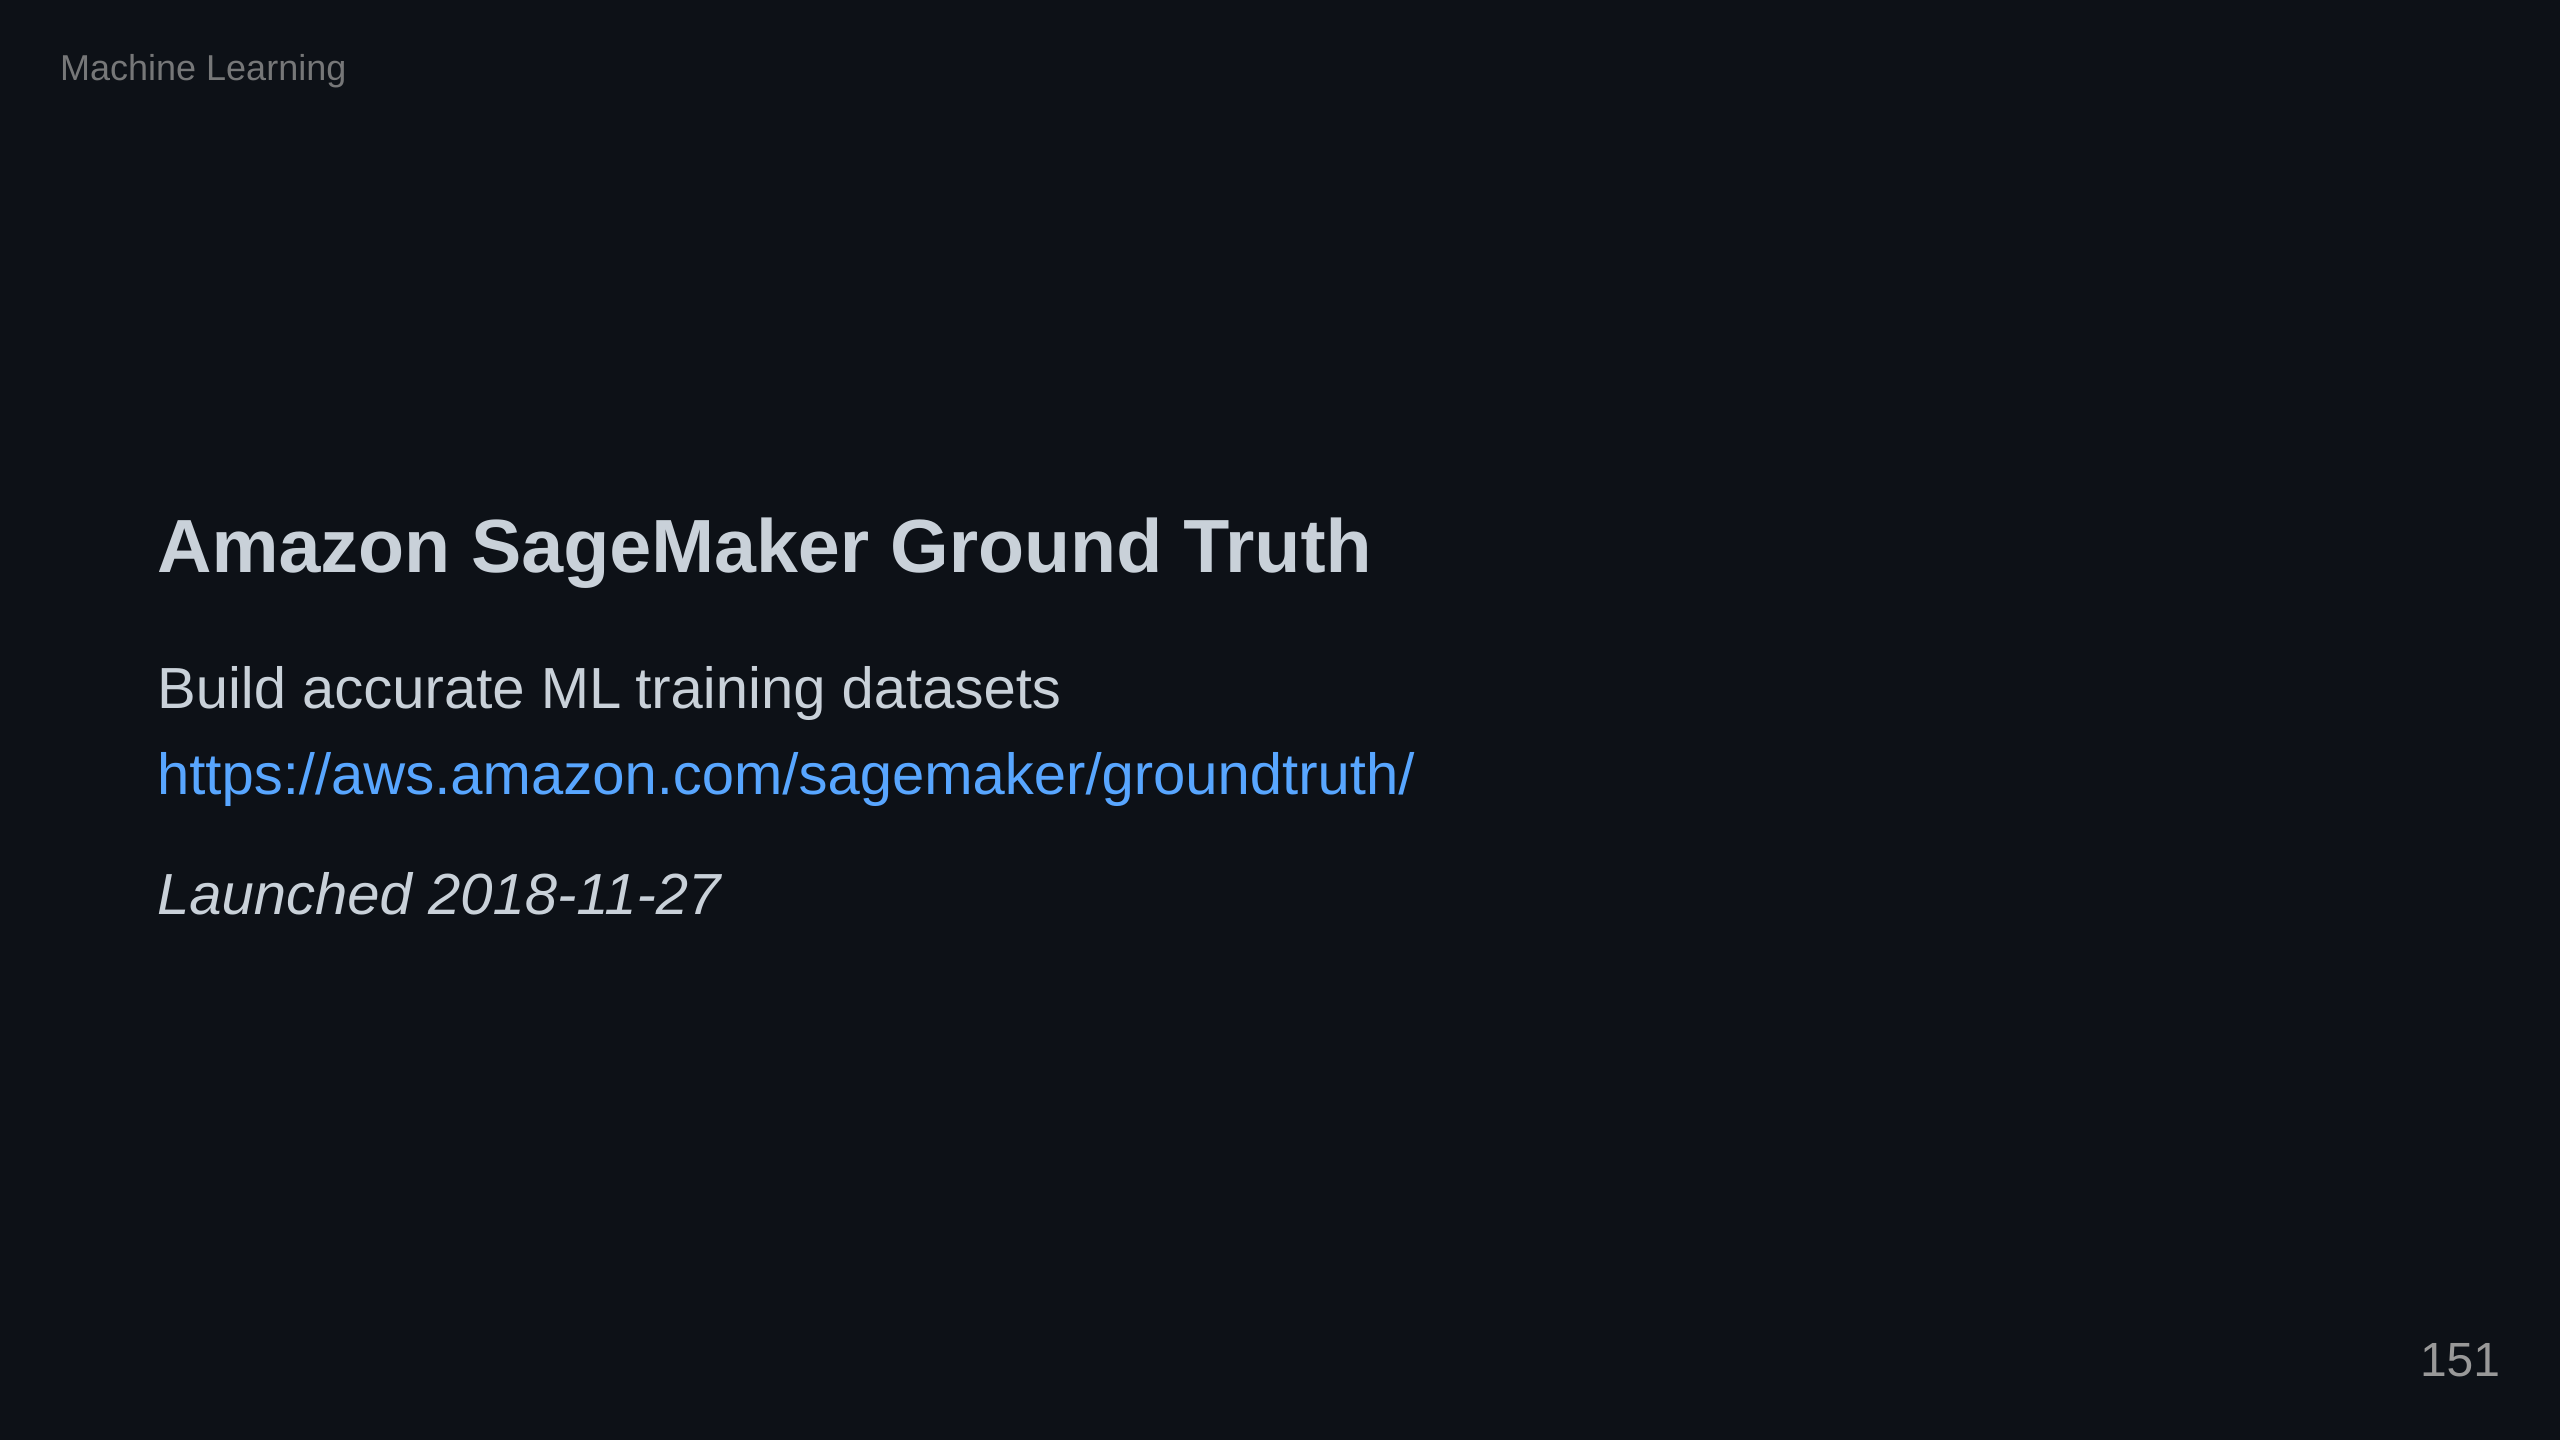 Machine Learning
Amazon SageMaker Ground Truth
Build accurate ML training datasets
https://aws.amazon.com/sagemaker/groundtruth/
Launched 2018-11-27
151